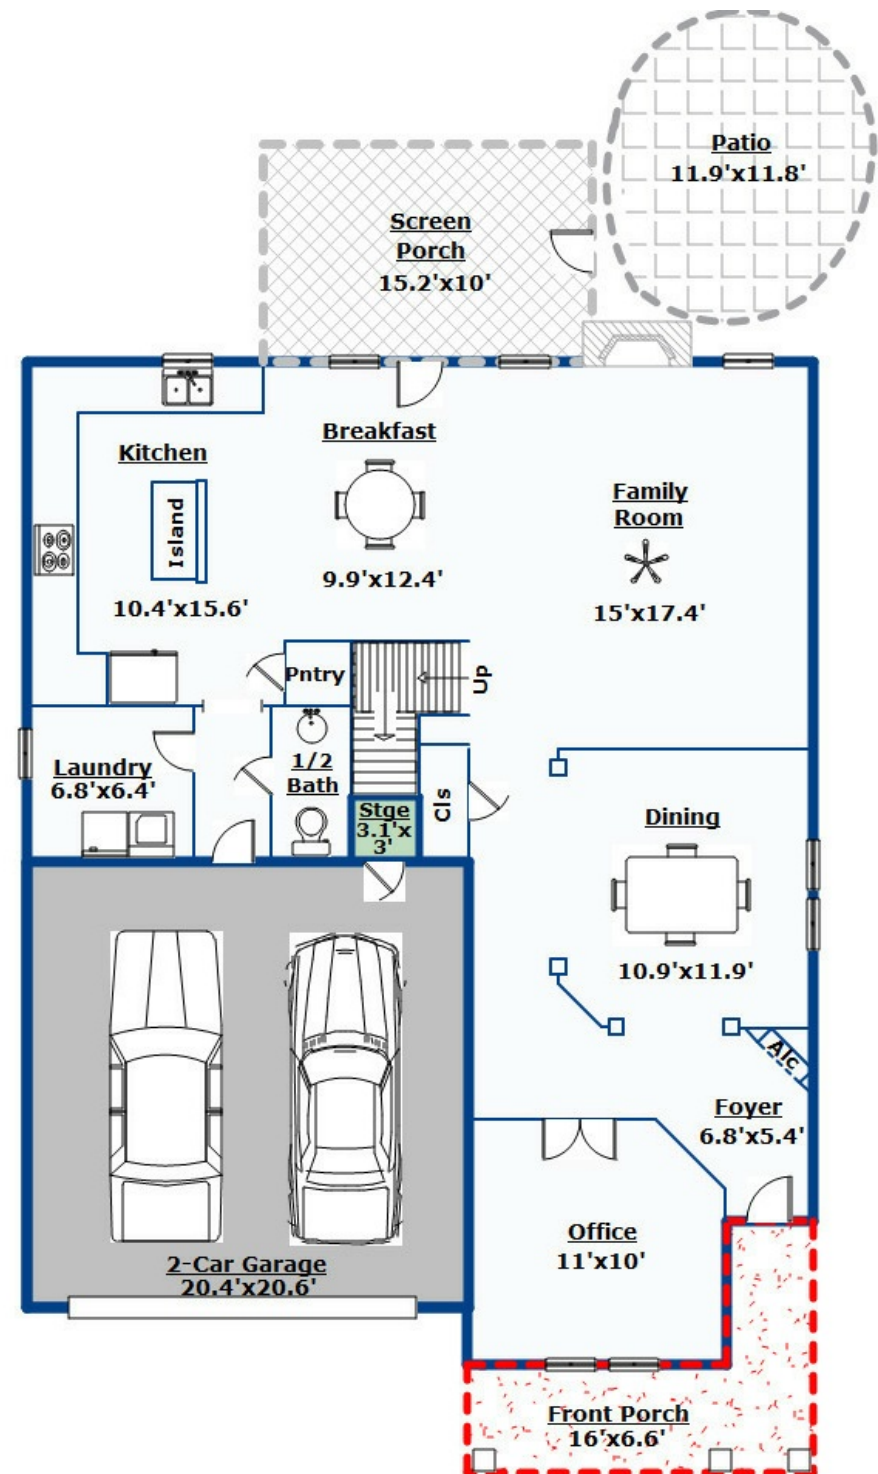 Patio
11.9'x11.8'
Screen
Porch
15.2'x10'
Kitchen
Island
10.4'x15.6'
Breakfast
9.9'x12.4'
Family
Room
15'x17.4'
Pntry
Up
Laundry
6.8'x6.4'
1/2
Bath
Stge
3.1'x
3'
Cls
Dining
10.9'x11.9'
Alc
Foyer
6.8'x5.4'
Office
11'x10'
2-Car Garage
20.4'x20.6'
Front Porch
16'x6.6'